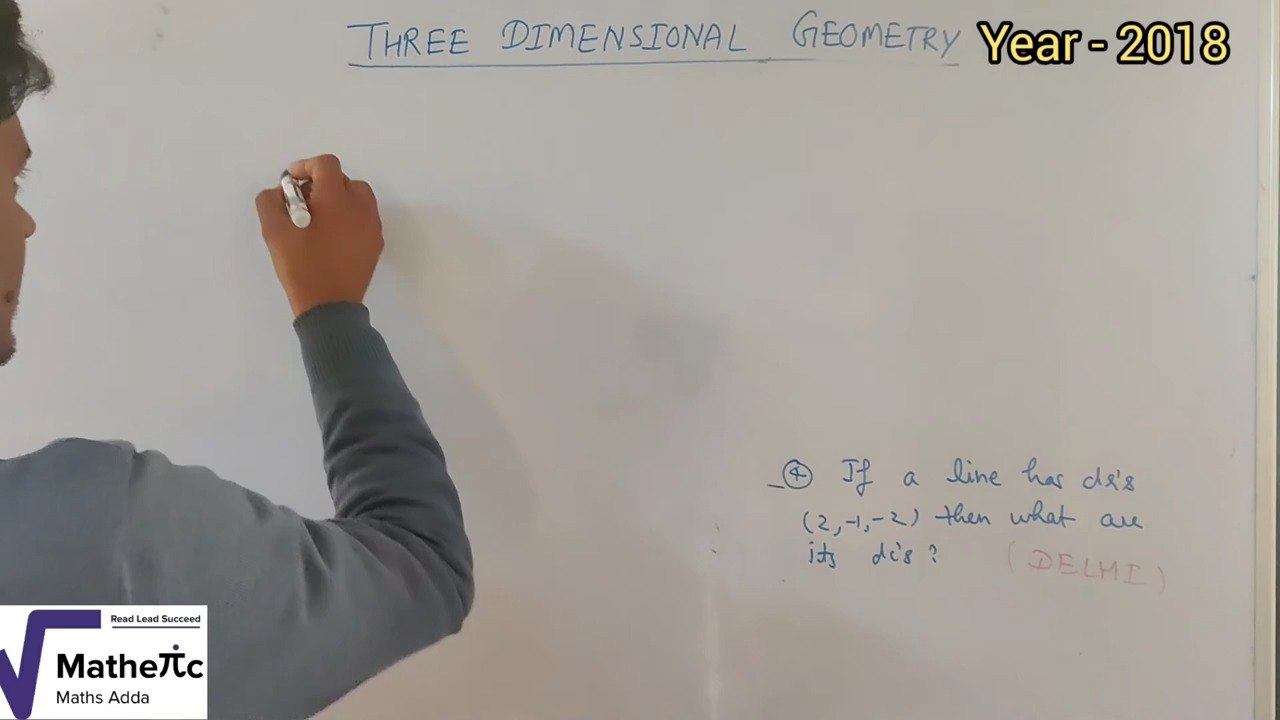 THREE DIMENSIONAL GEOMETRY Year - 2018
④ If a line has dr's
(2,-1,-2) then what are
its dc's? (DELHI)
Read Lead Succeed
Matheπc
Maths Adda